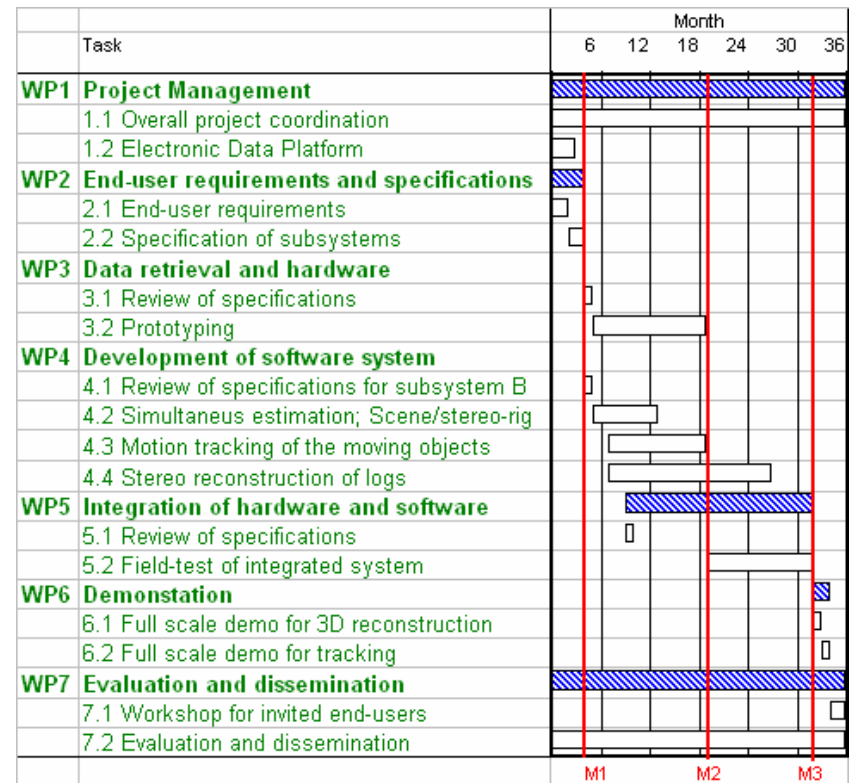 Month
Task 6 12 18 24 30 36
WP1 Project Management
1.1 Overall project coordination
1.2 Electronic Data Platform
WP2 End-user requirements and specifications
2.1 End-user requirements
2.2 Specification of subsystems
WP3 Data retrieval and hardware
3.1 Review of specifications
3.2 Prototyping
WP4 Development of software system
4.1 Review of specifications for subsystem B
4.2 Simultaneus estimation; Scene/stereo-rig
4.3 Motion tracking of the moving objects
4.4 Stereo reconstruction of logs
WP5 Integration of hardware and software
5.1 Review of specifications
5.2 Field-test of integrated system
WP6 Demonstation
6.1 Full scale demo for 3D reconstruction
6.2 Full scale demo for tracking
WP7 Evaluation and dissemination
7.1 Workshop for invited end-users
7.2 Evaluation and dissemination
M1 M2 M3